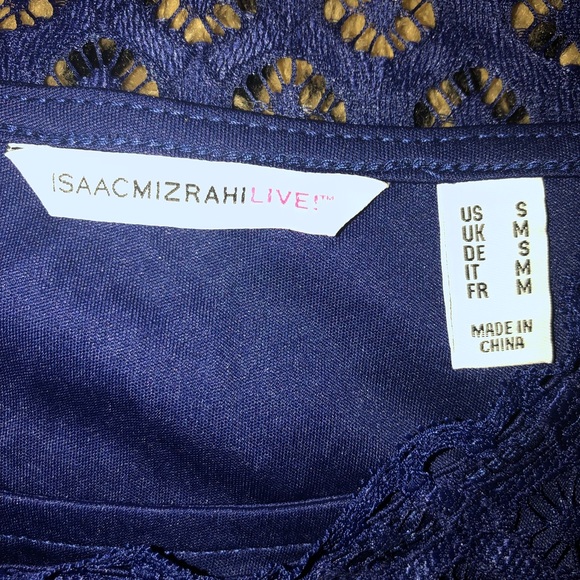 ISAACMIZRAHILIVE!™
US S
UK M
DE S
IT M
FR M
MADE IN
CHINA